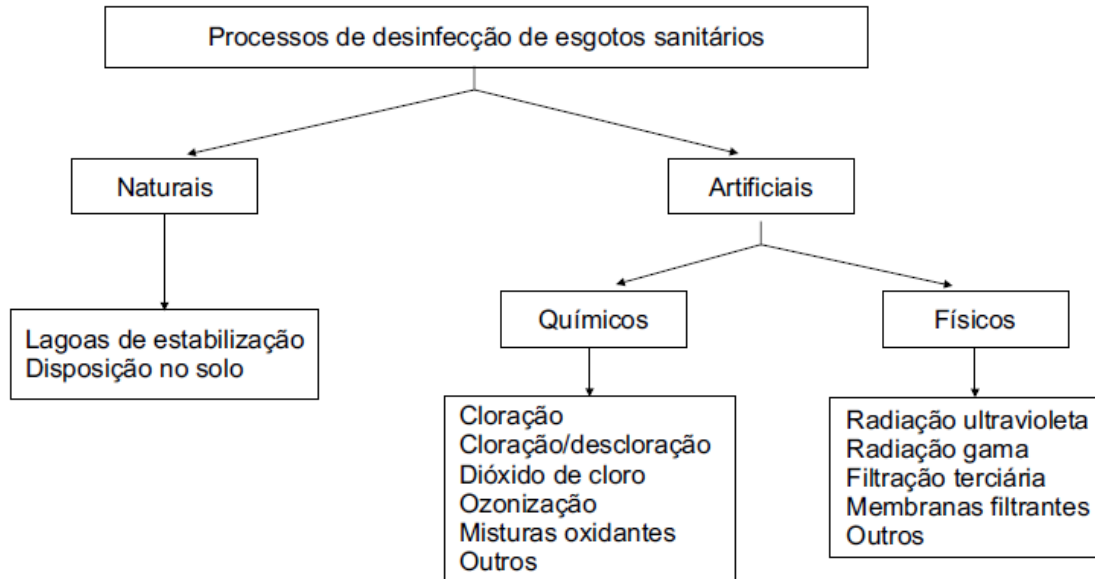 Processos de desinfecção de esgotos sanitários
Naturais
Artificiais
Lagoas de estabilização
Disposição no solo
Químicos
Físicos
Cloração
Cloração/descloração
Dióxido de cloro
Ozonização
Misturas oxidantes
Outros
Radiação ultravioleta
Radiação gama
Filtração terciária
Membranas filtrantes
Outros